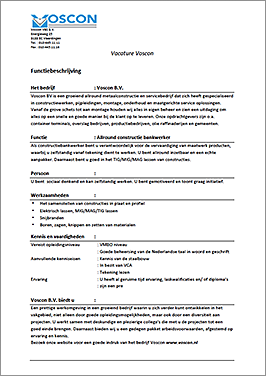 VOSCON
Voscon VBI B.V.
Energieweg 15
Vacature Voscon
Functiebeschrijving
Het bedrijf : Voscon B.V.
Voscon BV is een groeiend allround metaalconstructie en servicebedrijf dat zich heeft gespecialiseerd
in constructiewerken, pijpleidingen, montage, onderhoud en maatgerichte service oplossingen.
Vanaf de grove schets tot aan montage houden wij alles in eigen beheer en zien een uitdaging om
alles op een snelle en goede manier bij de klant op te leveren. Onze opdrachtgevers zijn o.a.
container terminals, overslag bedrijven, productiebedrijven, olie raffinaderijen en gemeenten.
Functie : Allround constructie bankwerker
Als constructiebankwerker bent u verantwoordelijk voor de vervaardiging van maatwerk producten,
waarbij u zelfstandig vanaf tekening dient te werken. U bent allround inzetbaar en een echte
aanpakker. Daarnaast bent u goed in het TIG/MIG/MAG lassen van constructies.
Persoon :
U bent sociaal denkend en kan zelfstandig werken. U bent gemotiveerd en toont graag initiatief.
Werkzaamheden :
• Het samenstellen van constructies in plaat en profiel
• Elektrisch lassen, MIG/MAG/TIG lassen
• Snijbranden
• Boren, zagen, knippen en zetten van materialen
Kennis en vaardigheden :
Vereist opleidingsniveau : VMBO niveau
: Goede beheersing van de Nederlandse taal in woord en geschrift
Aanvullende kennis/eisen : Kennis van de staalbouw
: In bezit van VCA
: Tekening lezen
Ervaring : U heeft al geruime tijd ervaring, laskwalificaties en/ of diploma's
: zijn een pre
Voscon B.V. biedt u :
Een prettige werkomgeving in een groeiend bedrijf waarin u zich verder kunt ontwikkelen in het
vakgebied, niet alleen door goede opleidingsmogelijkheden, maar ook door een diversiteit aan
projecten. U werkt samen met deskundige en plezierige collega's die met u de projecten tot een
goed einde brengen. Daarnaast bieden wij u een gedegen pakket arbeidsvoorwaarden, afgestemd op
ervaring en kennis.
Bezoek onze website voor een goede indruk van het bedrijf Voscon www.voscon.nl